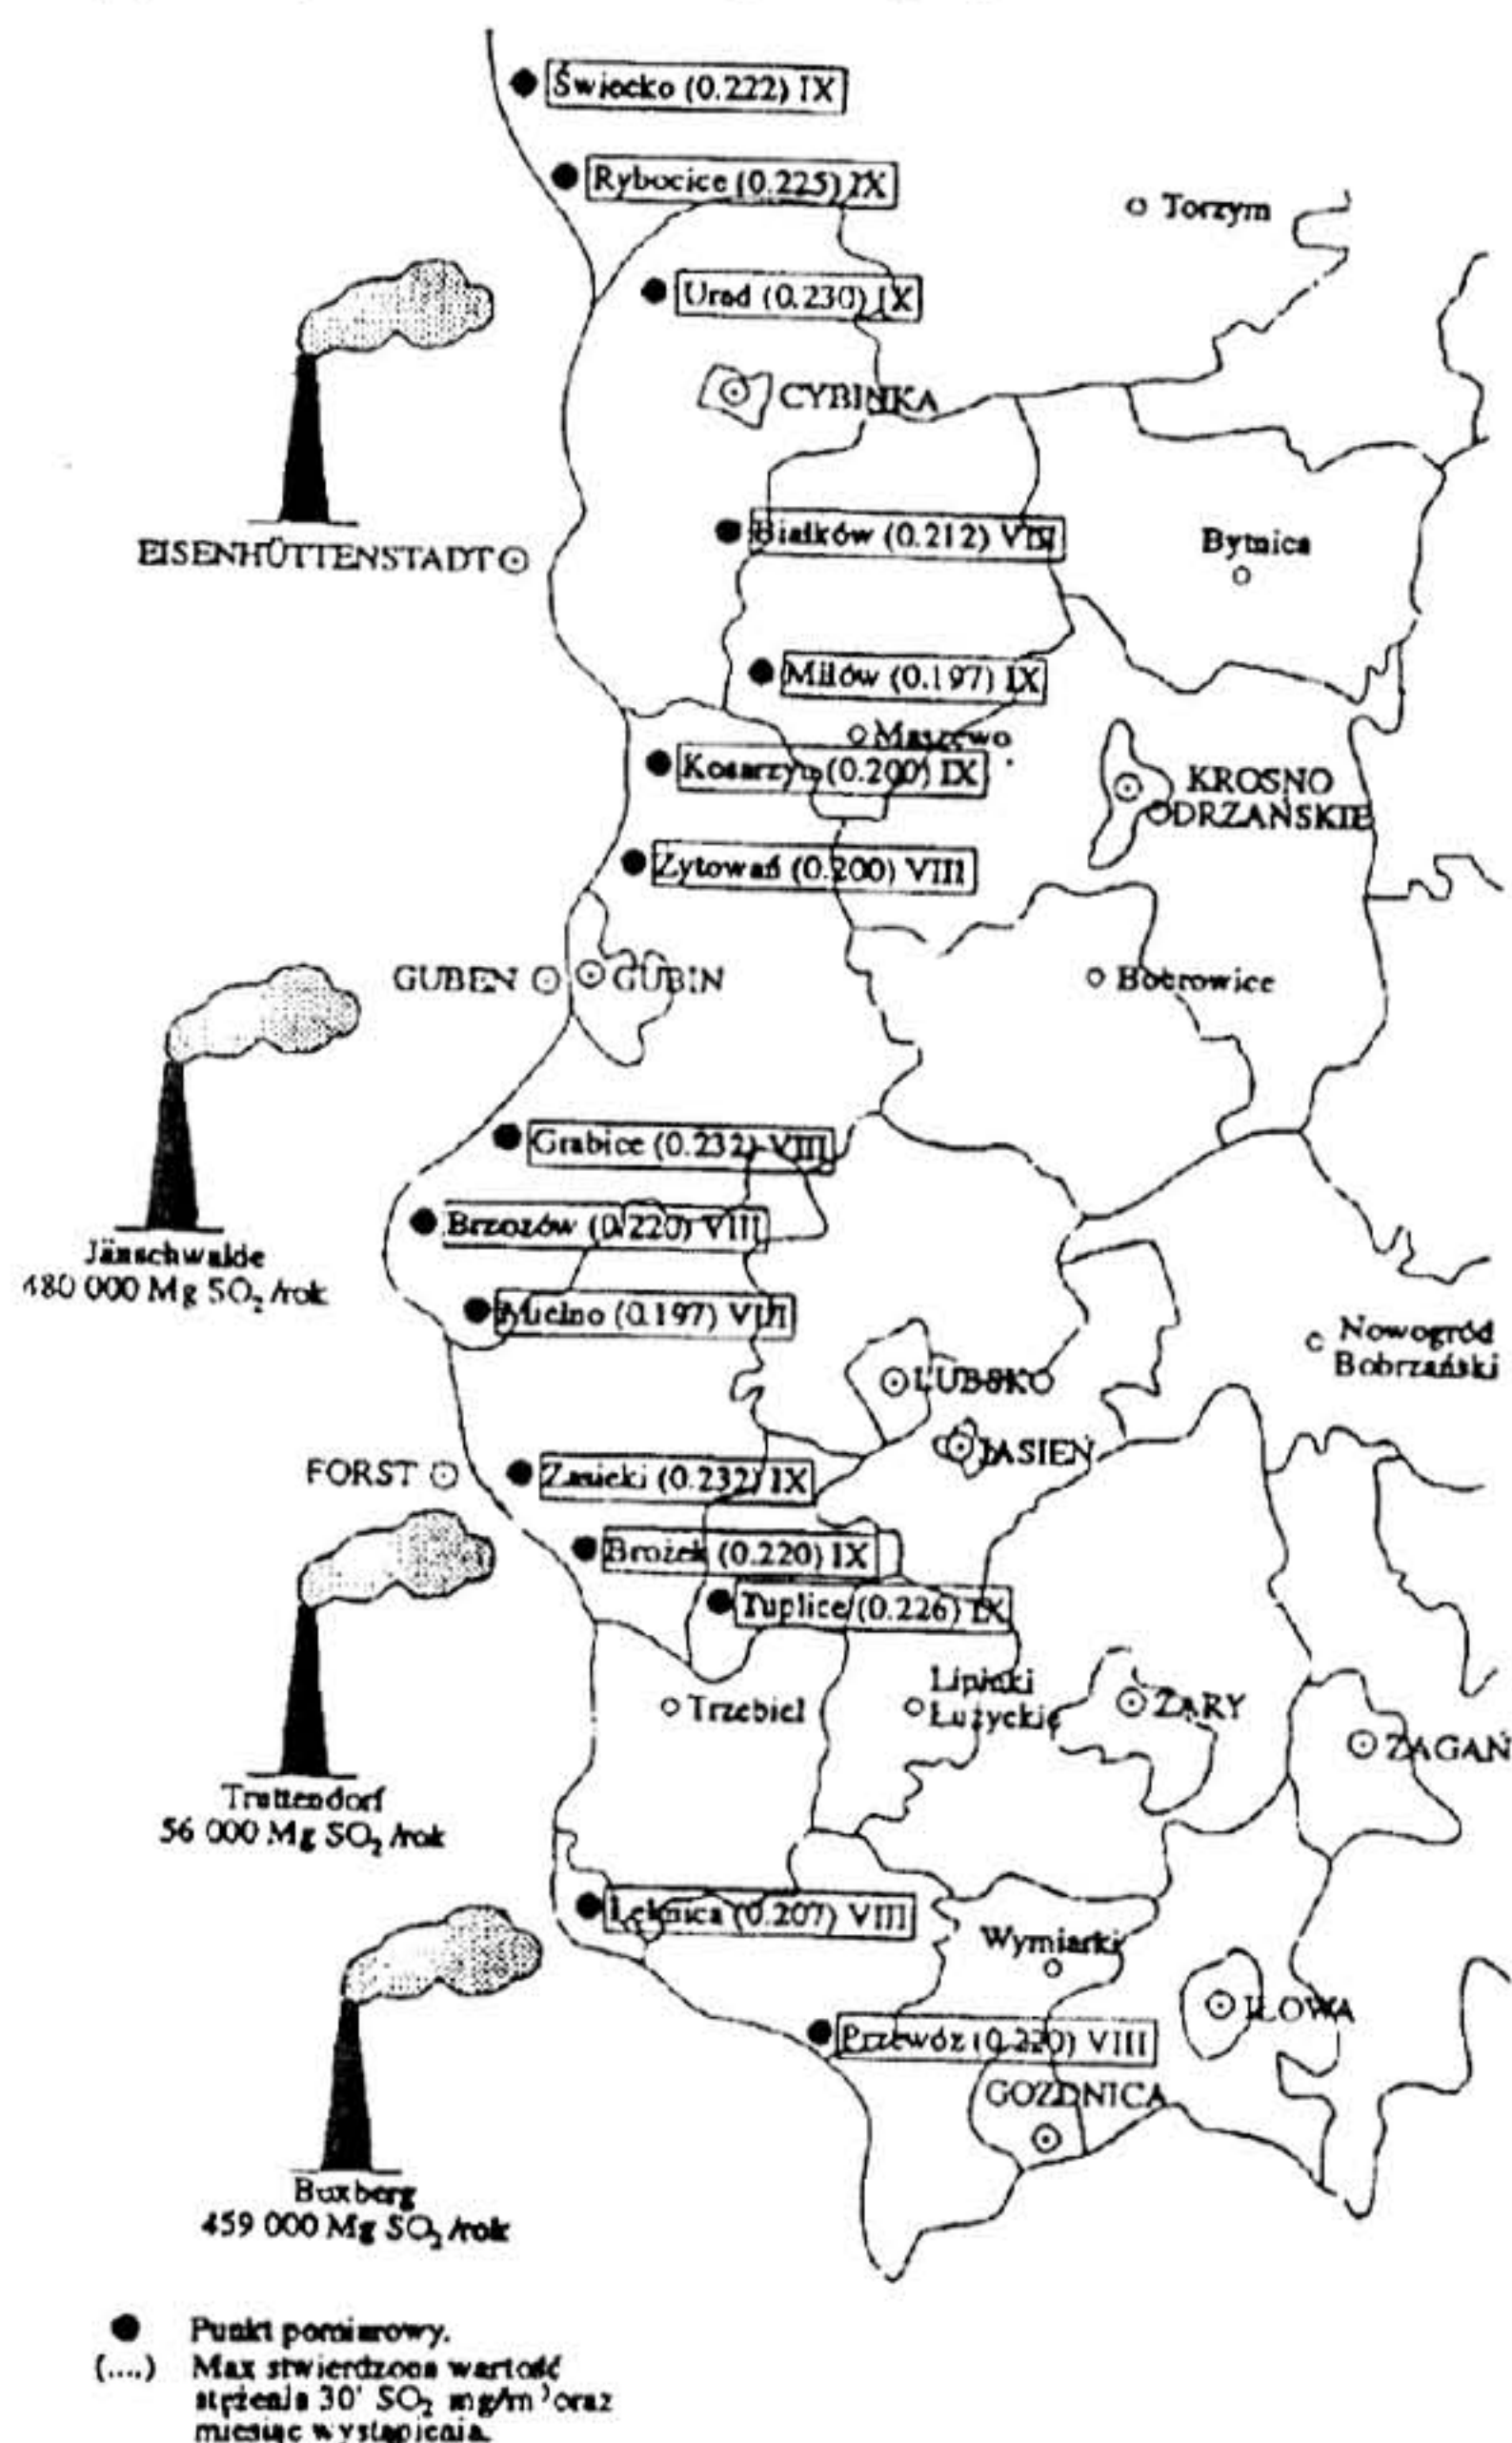 Świecko (0.222) IX
Rybocice (0.225) IX
Torzym
Urad (0.230) IX
CYBINKA
Białków (0.212) VIII
Bytnica
EISENHÜTTENSTADT
Miłów (0.197) IX
Maszewo
Kosarzyn (0.200) IX
KROSNO
ODRZAŃSKIE
Żytowań (0.200) VIII
GUBEN
GUBIN
Bobrowice
Grabice (0.232) VIII
Brzozów (0.220) VIII
Jänschwalde
480 000 Mg SO₂ /rok
Mielno (0.197) VIII
Nowogród
Bobrzański
LUBSKO
JASIEŃ
FORST
Zasieki (0.232) IX
Brożek (0.220) IX
Tuplice (0.226) IX
Lipinki
Łużyckie
Trzebiel
ŻARY
ŻAGAŃ
Trattendorf
56 000 Mg SO₂ /rok
Łęknica (0.207) VIII
Wymiarki
IŁOWA
Przewóz (0.220) VIII
GOZDNICA
Boxberg
459 000 Mg SO₂ /rok
Punkt pomiarowy.
(....) Max stwierdzona wartość
stężenia 30' SO₂ mg/m³ oraz
miesiąc wystąpienia.